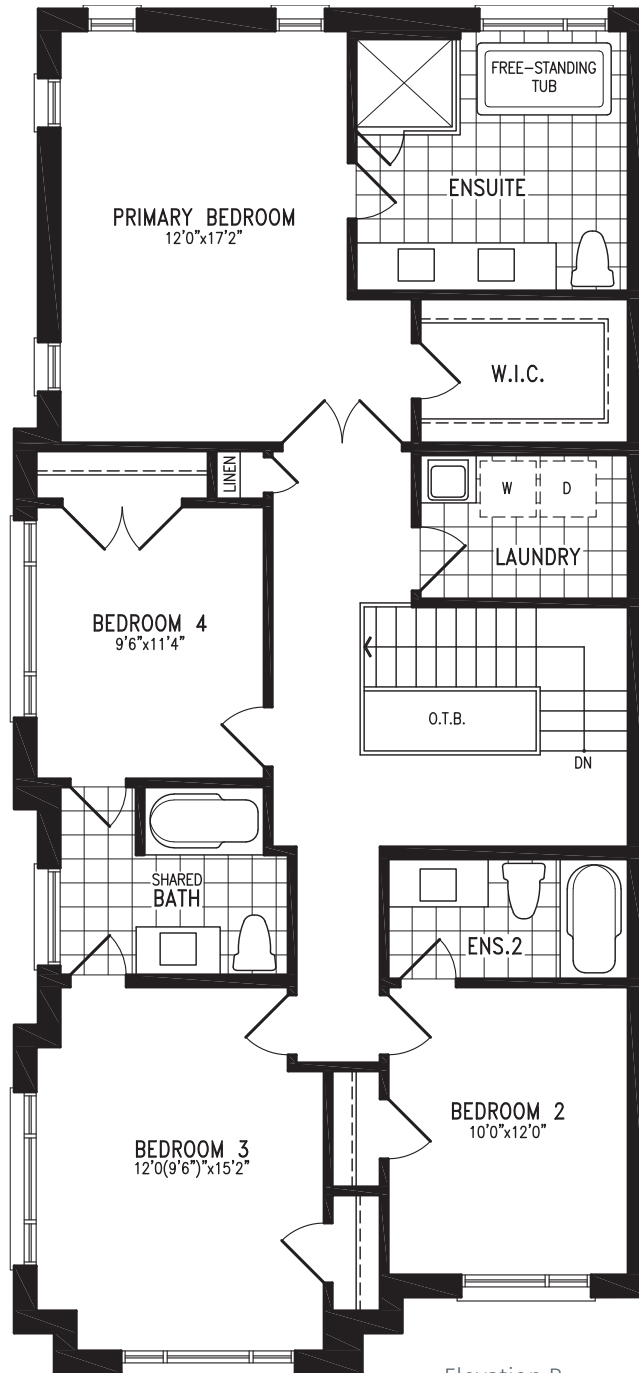 FREE-STANDING
TUB
ENSUITE
PRIMARY BEDROOM
12'0"x17'2"
W.I.C.
LINEN
W
D
LAUNDRY
BEDROOM 4
9'6"x11'4"
O.T.B.
DN
SHARED
BATH
ENS.2
BEDROOM 2
10'0"x12'0"
BEDROOM 3
12'0(9'6")"x15'2"
Elevation B